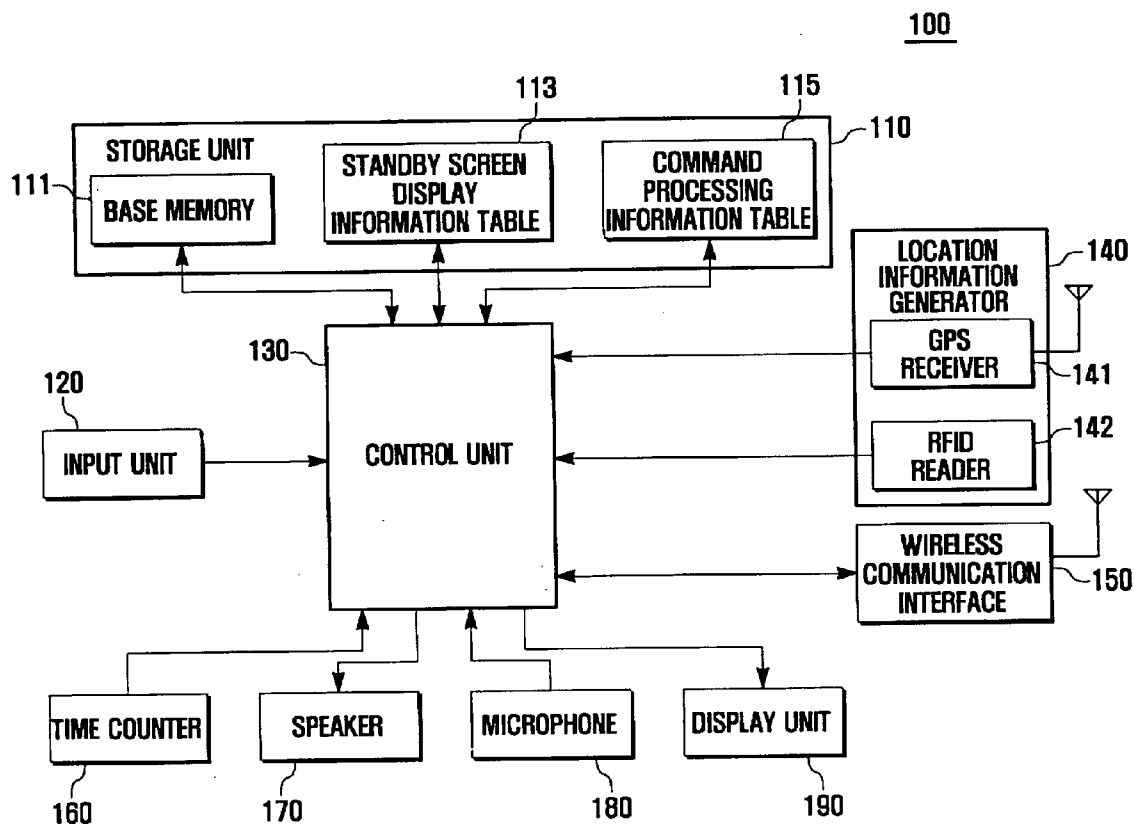 100
113
115
110
STORAGE UNIT
111
BASE MEMORY
STANDBY SCREEN
DISPLAY
INFORMATION TABLE
COMMAND
PROCESSING
INFORMATION TABLE
LOCATION
INFORMATION
GENERATOR
140
GPS
RECEIVER
141
130
120
INPUT UNIT
CONTROL UNIT
RFID
READER
142
WIRELESS
COMMUNICATION
INTERFACE
150
TIME COUNTER
SPEAKER
MICROPHONE
DISPLAY UNIT
160
170
180
190